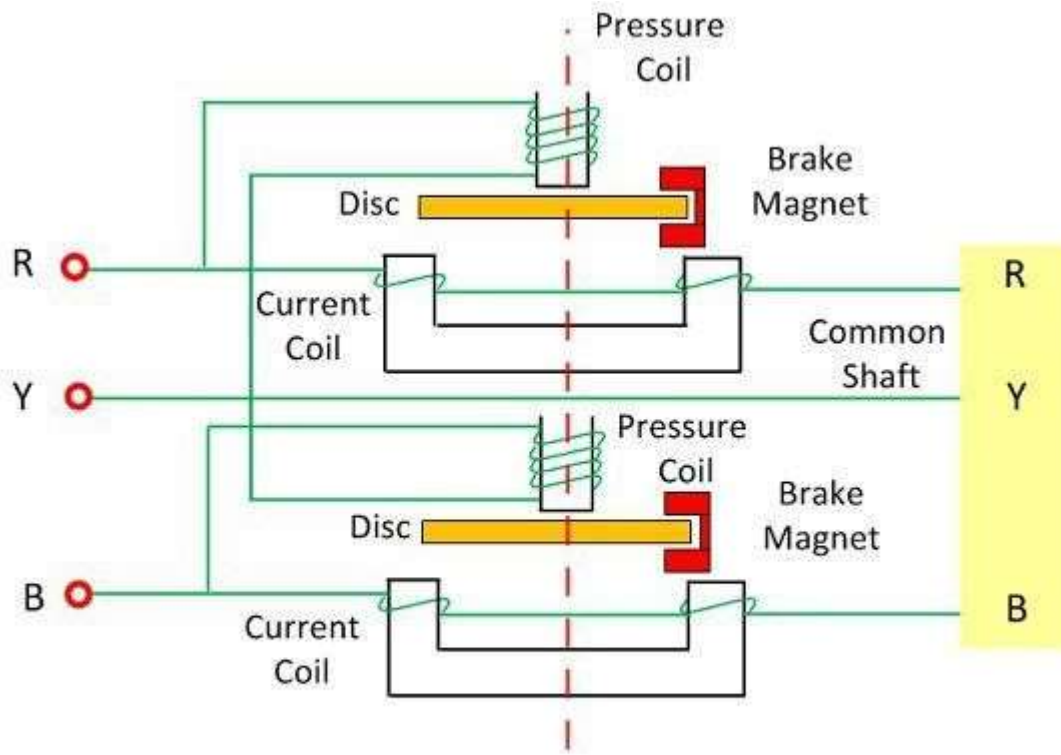 Pressure
Coil
Brake
Magnet
Disc
R
R
Current
Coil
Common
Shaft
Y
Y
Pressure
Coil
Brake
Magnet
Disc
B
B
Current
Coil